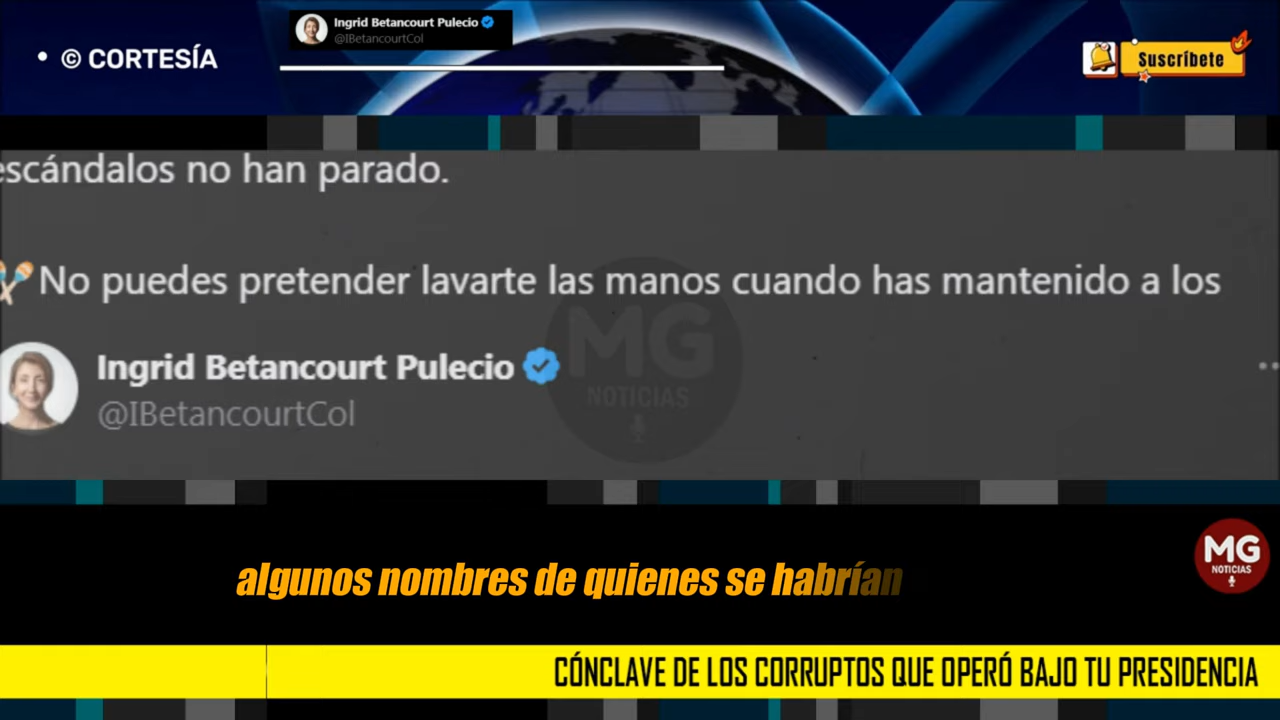 • © CORTESÍA
Ingrid Betancourt Pulecio
@IBetancourtCol
Suscríbete
escándalos no han parado.
No puedes pretender lavarte las manos cuando has mantenido a los
Ingrid Betancourt Pulecio
@IBetancourtCol
MG
NOTICIAS
algunos nombres de quienes se habrían
MG
NOTICIAS
CÓNCLAVE DE LOS CORRUPTOS QUE OPERÓ BAJO TU PRESIDENCIA